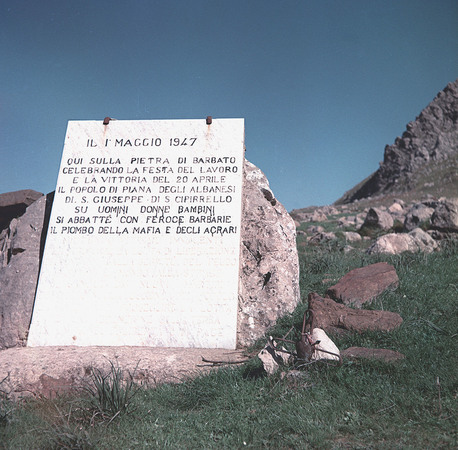 IL 1° MAGGIO 1947
QUI SULLA PIETRA DI BARBATO
CELEBRANDO LA FESTA DEL LAVORO
E LA VITTORIA DEL 20 APRILE
IL POPOLO DI PIANA DEGLI ALBANESI
DI S. GIUSEPPE · DI S CIPIRRELLO
SU UOMINI DONNE BAMBINI
SI ABBATTÉ CON FEROCE BARBARIE
IL PIOMBO DELLA MAFIA E DEGLI AGRARI